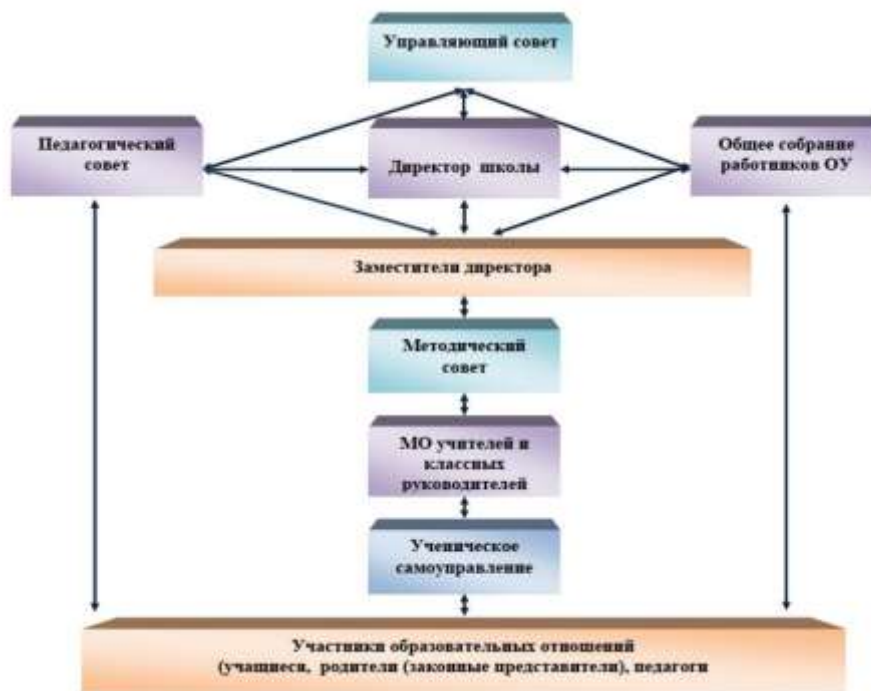 Управляющий совет
Педагогический
совет
Директор школы
Общее собрание
работников ОУ
Заместители директора
Методический
совет
МО учителей и
классных
руководителей
Ученическое
самоуправление
Участники образовательных отношений
(учащиеся, родители (законные представители), педагоги